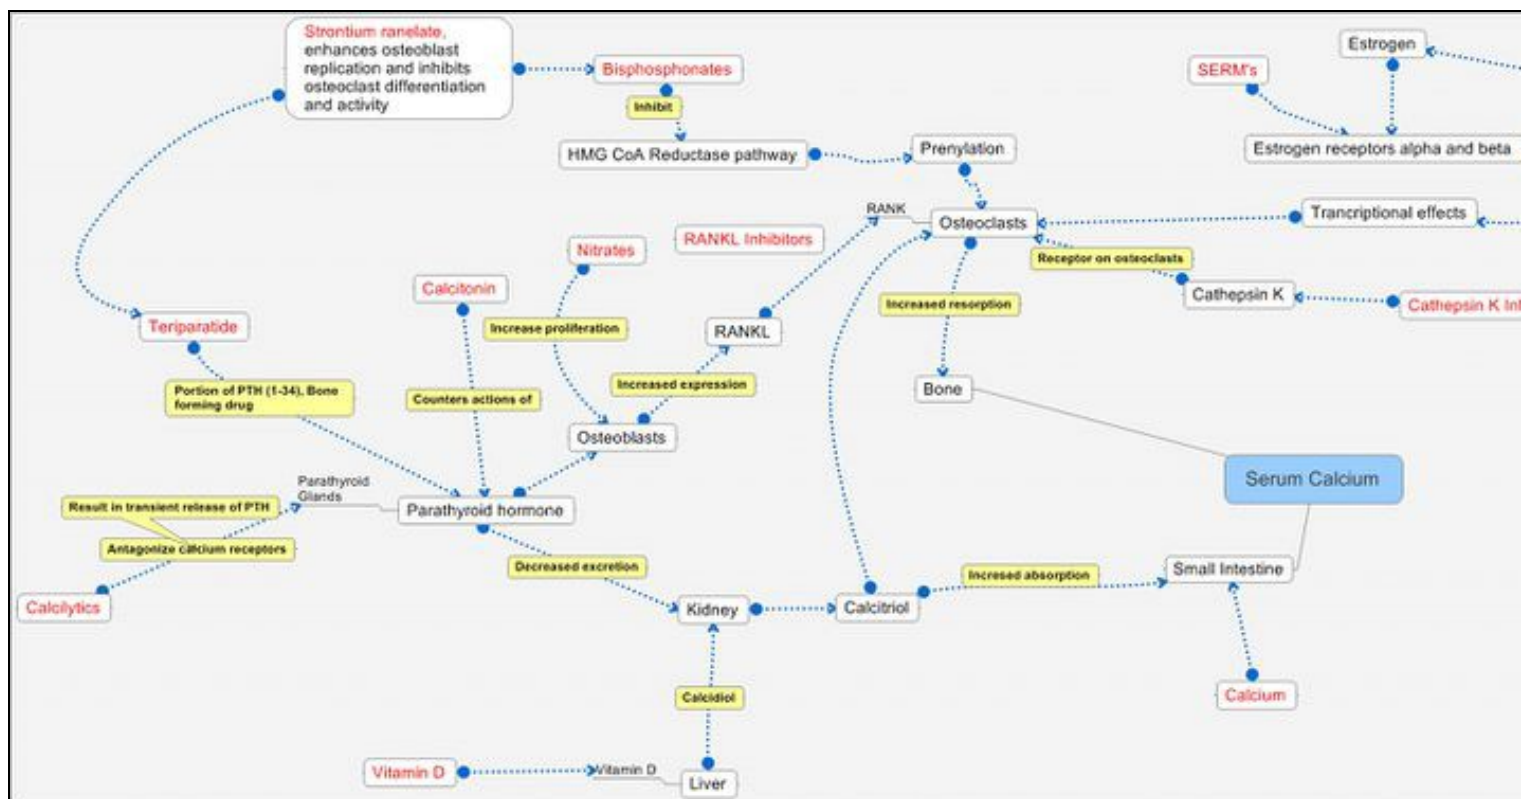 Strontium ranelate,
enhances osteoblast
replication and inhibits
osteoclast differentiation
and activity
Bisphosphonates
Inhibit
HMG CoA Reductase pathway
Prenylation
SERM's
Estrogen
Estrogen receptors alpha and beta
RANK
Osteoclasts
Trancriptional effects
Nitrates
RANKL Inhibitors
Receptor on osteoclasts
Calcitonin
Increased resorption
Cathepsin K
Cathepsin K Inl
Teriparatide
Increase proliferation
RANKL
Portion of PTH (1-34), Bone
forming drug
Counters actions of
Increased expression
Bone
Osteoblasts
Serum Calcium
Parathyroid
Glands
Result in transient release of PTH
Parathyroid hormone
Antagonize calcium receptors
Decreased excretion
Incresed absorption
Small Intestine
Calcilytics
Kidney
Calcitriol
Calcidiol
Calcium
Vitamin D
Vitamin D
Liver